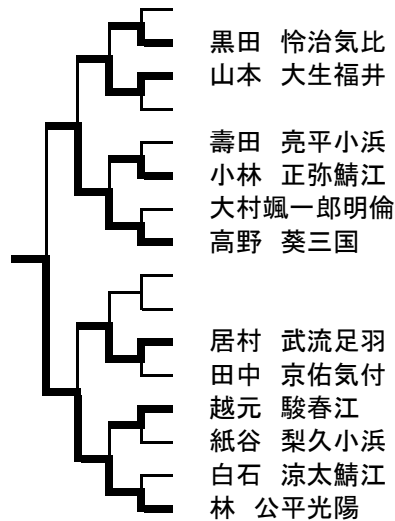 黒田 怜治気比
山本 大生福井
壽田 亮平小浜
小林 正弥鯖江
大村颯一郎明倫
高野 葵三国
居村 武流足羽
田中 京佑気付
越元 駿春江
紙谷 梨久小浜
白石 涼太鯖江
林 公平光陽